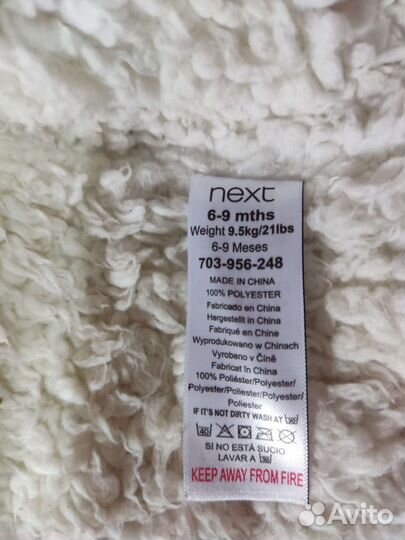 next
6-9 mths
Weight 9.5kg/21lbs
6-9 Meses
703-956-248
MADE IN CHINA
100% POLYESTER
Fabricado en China
Hergestellt in China
Fabriqué en Chine
Wyprodukowano w Chinach
Vyrobeno v Číně
Fabricat în China
100% Poliéster/Polyester/
Polyester/Poliester/Polyester/
Poliester
IF IT'S NOT DIRTY WASH AT 30
40
SI NO ESTÁ SUCIO
LAVAR A 30
KEEP AWAY FROM FIRE
Avito